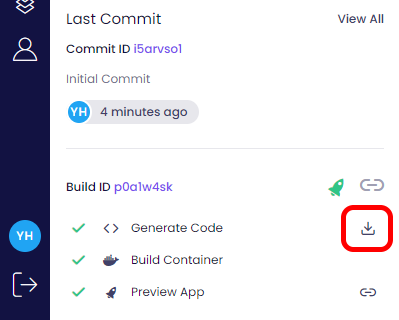 Last Commit View All
Commit ID i5arvso1
Initial Commit
YH 4 minutes ago
Build ID p0a1w4sk
YH
Generate Code
Build Container
Preview App